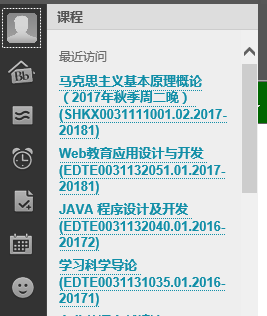 课程
最近访问
马克思主义基本原理概论
（2017年秋季周二晚）
(SHKX0031111001.02.2017-
20181)
Web教育应用设计与开发
(EDTE0031132051.01.2017-
20181)
JAVA 程序设计及开发
(EDTE0031132040.01.2016-
20172)
学习科学导论
(EDTE0031131035.01.2016-
20171)
Bb